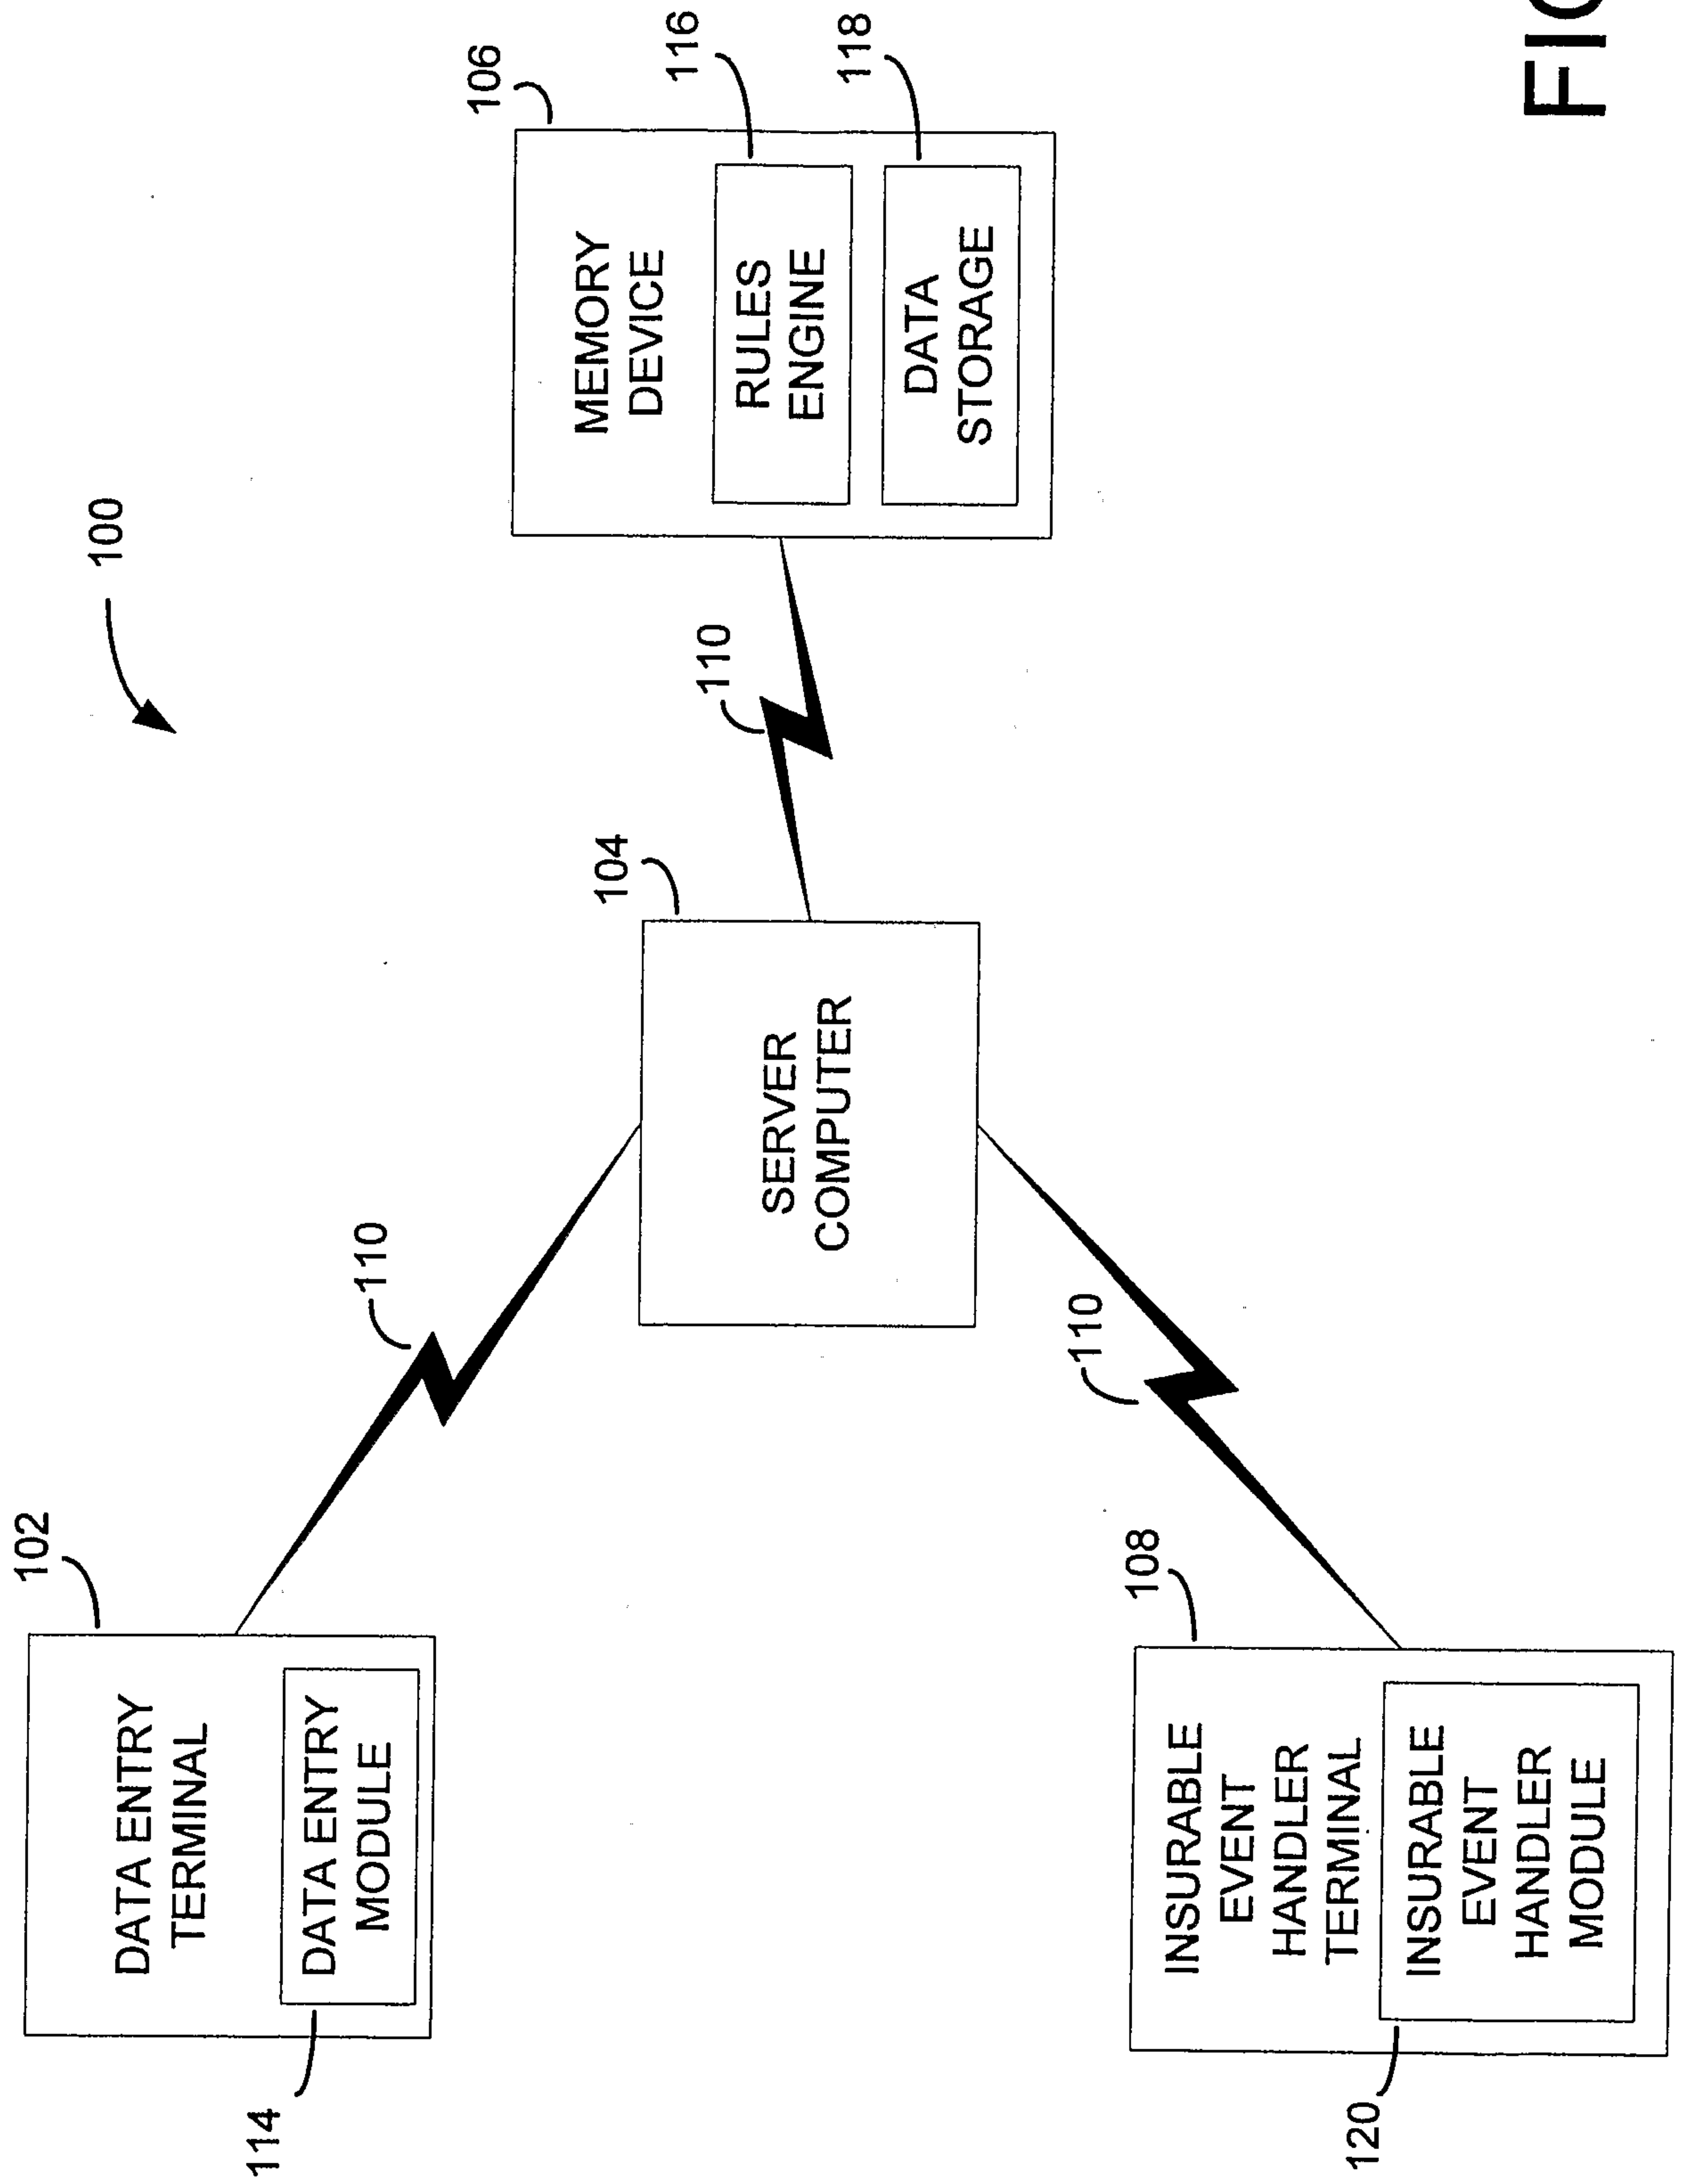 100
102
DATA ENTRY
TERMINAL
DATA ENTRY
MODULE
114
110
104
SERVER
COMPUTER
110
106
MEMORY
DEVICE
116
RULES
ENGINE
118
DATA
STORAGE
110
108
INSURABLE
EVENT
HANDLER
TERMINAL
INSURABLE
EVENT
HANDLER
MODULE
120